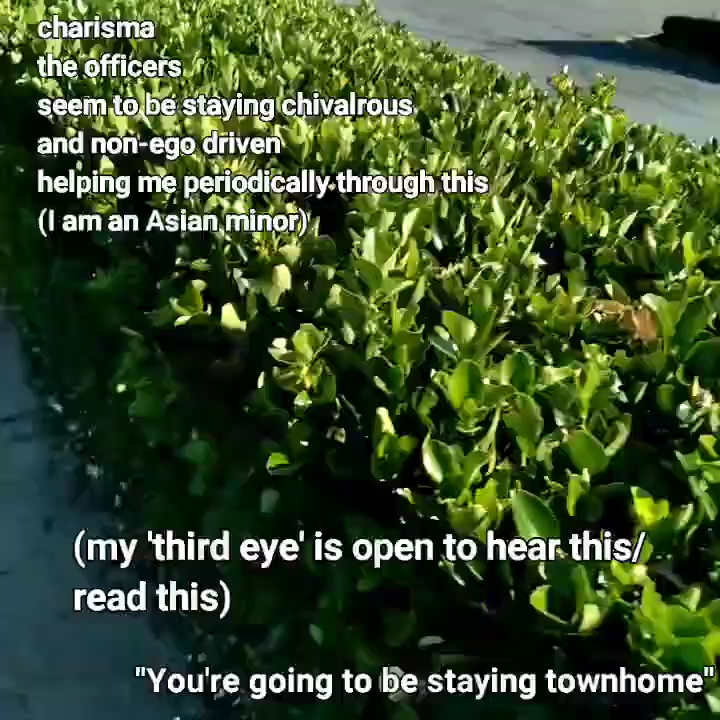 charisma
the officers
seem to be staying chivalrous
and non-ego driven
helping me periodically through this
(I am an Asian minor)
(my 'third eye' is open to hear this/
read this)
"You're going to be staying townhome"